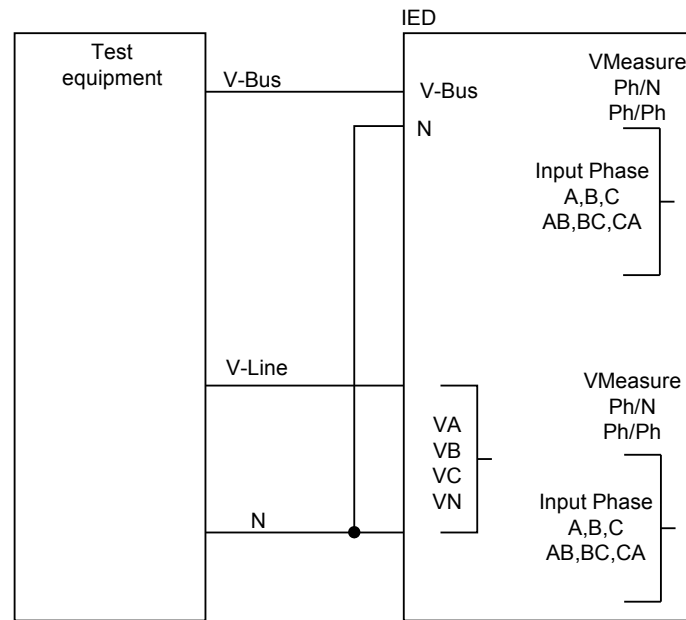 IED
Test
equipment
V-Bus
V-Bus
N
VMeasure
Ph/N
Ph/Ph
Input Phase
A,B,C
AB,BC,CA
V-Line
VA
VB
VC
VN
N
VMeasure
Ph/N
Ph/Ph
Input Phase
A,B,C
AB,BC,CA